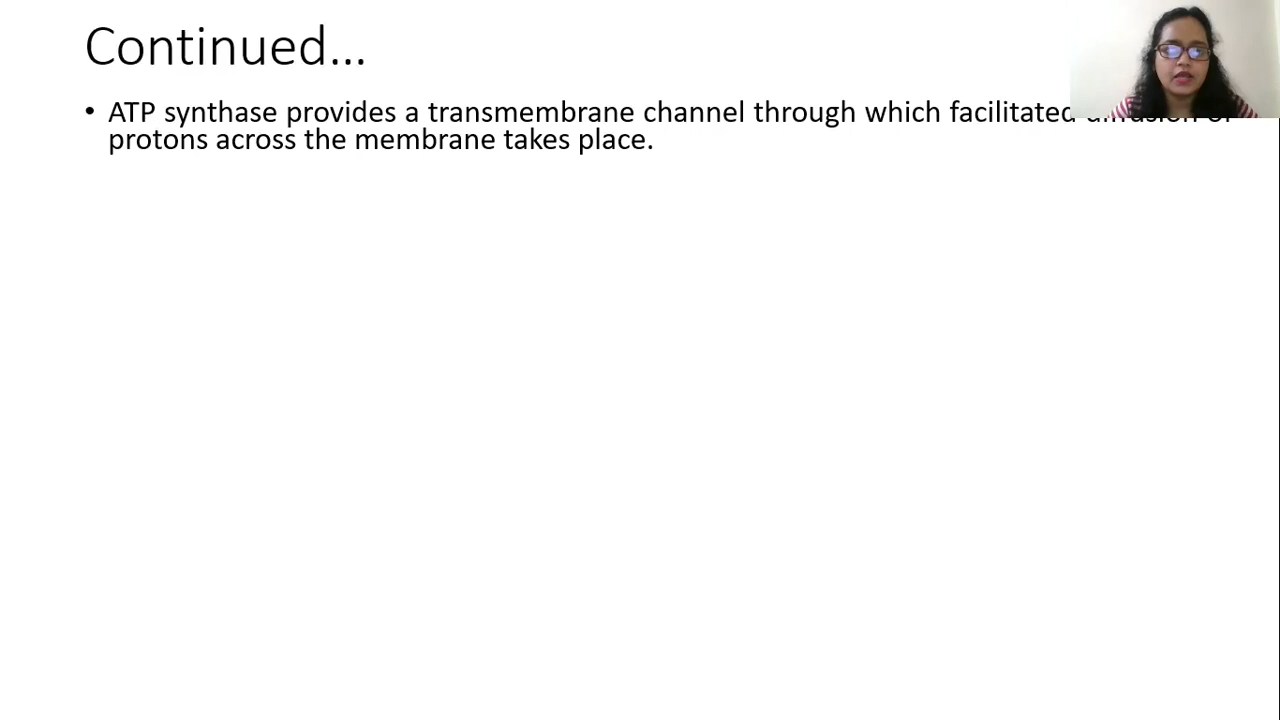 Continued...
• ATP synthase provides a transmembrane channel through which facilitated
protons across the membrane takes place.